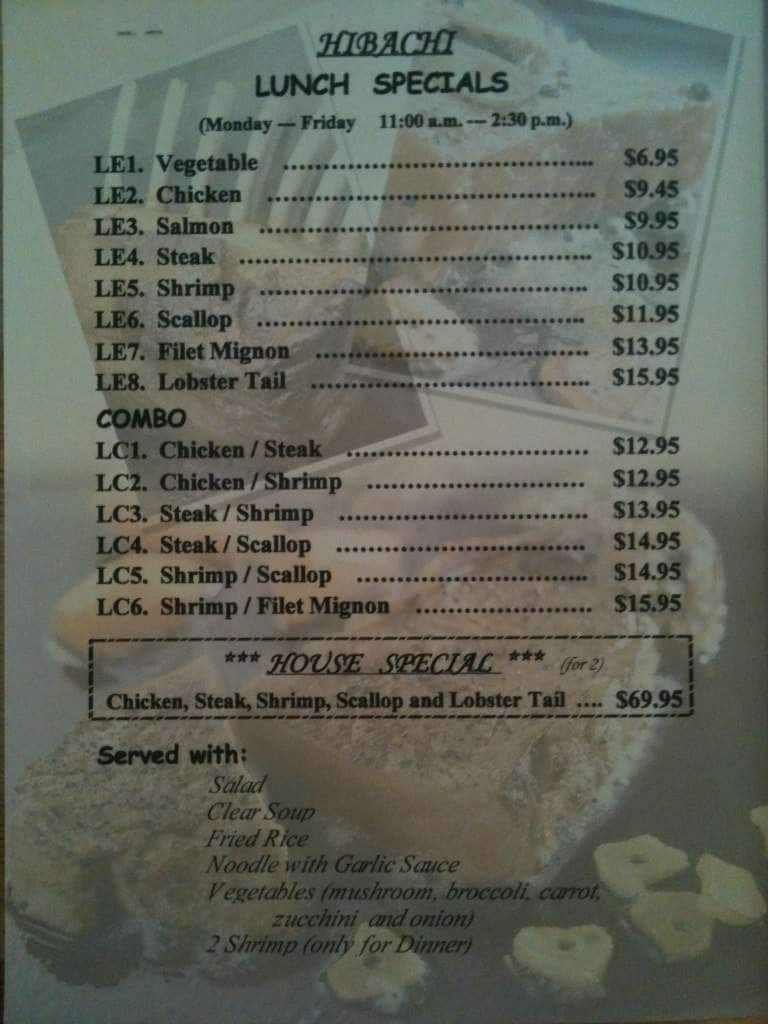 HIBACHI
LUNCH SPECIALS
(Monday --- Friday 11:00 a.m. --- 2:30 p.m.)
LE1. Vegetable ........................................ $6.95
LE2. Chicken ........................................ $9.45
LE3. Salmon ........................................ $9.95
LE4. Steak ........................................ $10.95
LE5. Shrimp ........................................ $10.95
LE6. Scallop ........................................ $11.95
LE7. Filet Mignon ................................ $13.95
LE8. Lobster Tail ................................ $15.95
COMBO
LC1. Chicken / Steak ............................ $12.95
LC2. Chicken / Shrimp ......................... $12.95
LC3. Steak / Shrimp ............................ $13.95
LC4. Steak / Scallop ............................ $14.95
LC5. Shrimp / Scallop ......................... $14.95
LC6. Shrimp / Filet Mignon .................... $15.95
*** HOUSE SPECIAL *** (for 2)
Chicken, Steak, Shrimp, Scallop and Lobster Tail .... $69.95
Served with:
Salad
Clear Soup
Fried Rice
Noodle with Garlic Sauce
Vegetables (mushroom, broccoli, carrot,
zucchini and onion)
2 Shrimp (only for Dinner)